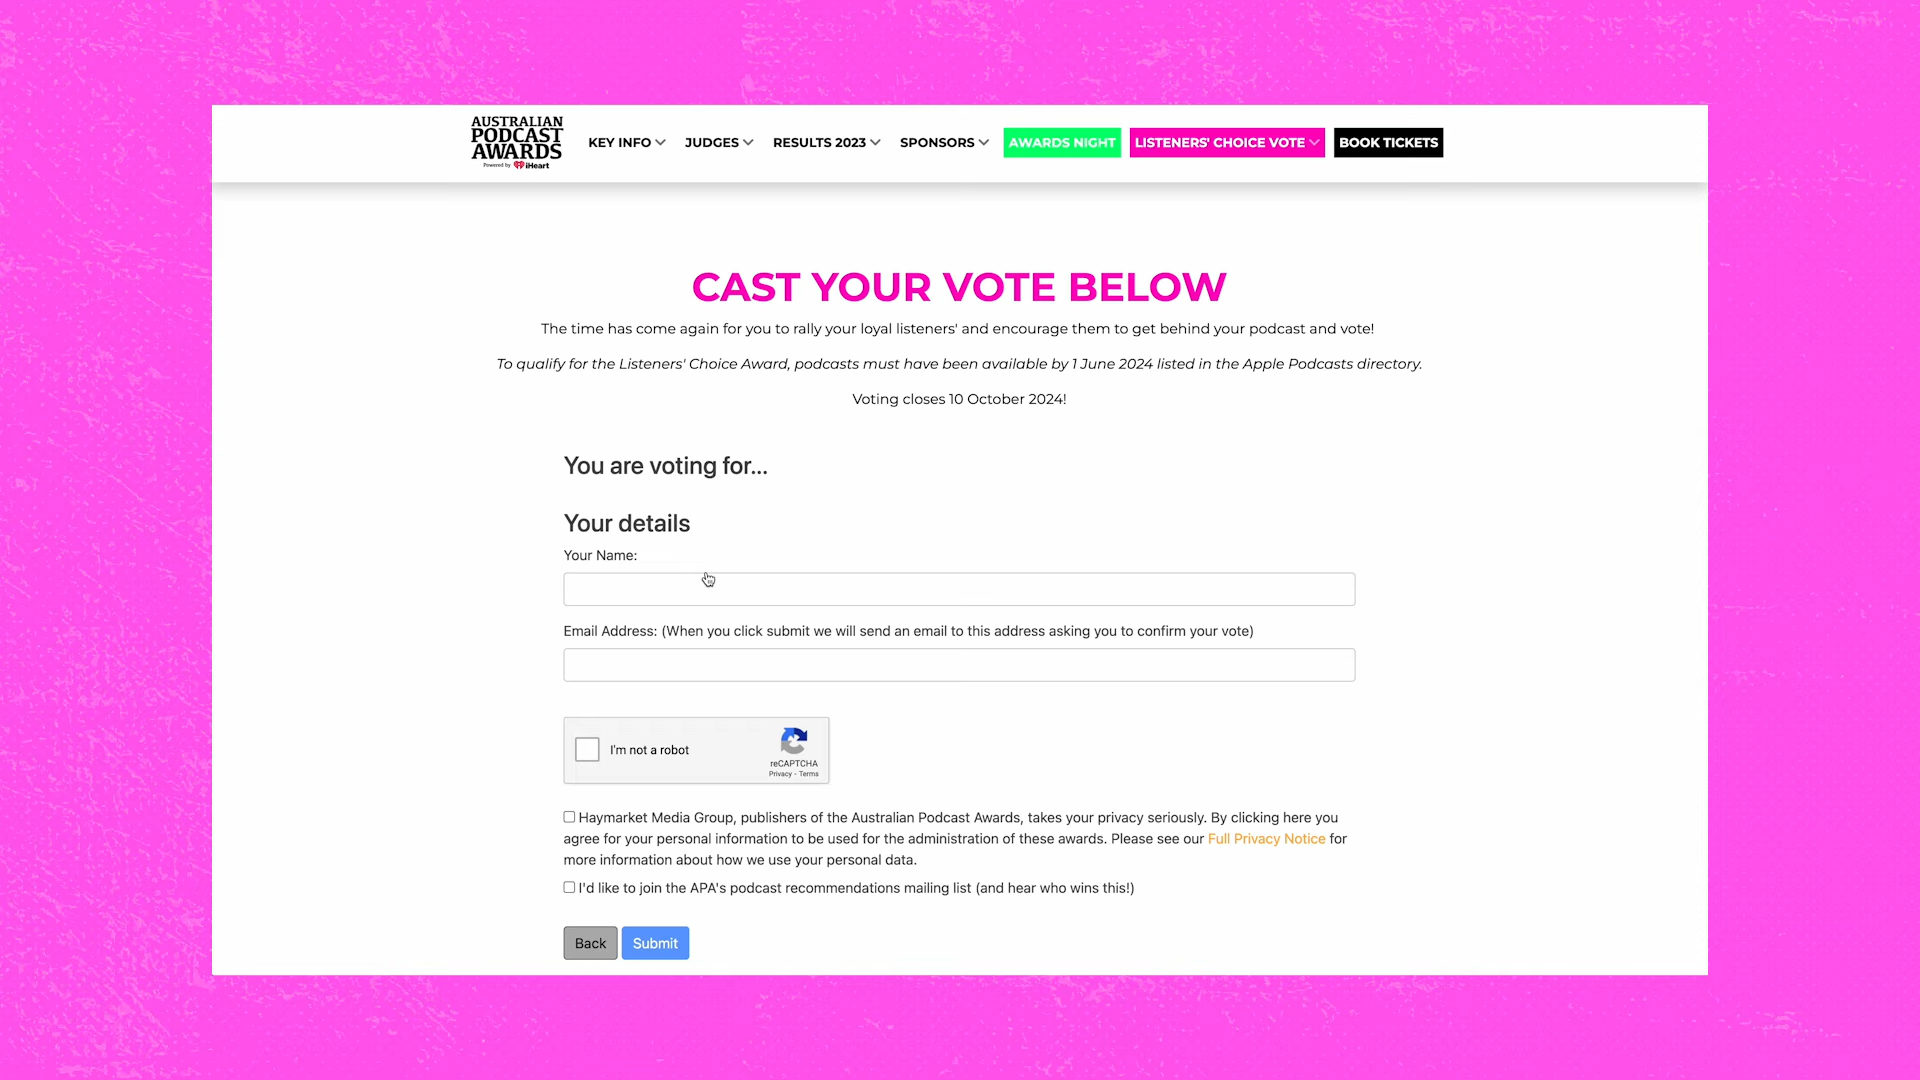 AUSTRALIAN
PODCAST
AWARDS
Powered by iHeart
KEY INFO
JUDGES
RESULTS 2023
SPONSORS
AWARDS NIGHT
LISTENERS' CHOICE VOTE
BOOK TICKETS
CAST YOUR VOTE BELOW
The time has come again for you to rally your loyal listeners' and encourage them to get behind your podcast and vote!
To qualify for the Listeners' Choice Award, podcasts must have been available by 1 June 2024 listed in the Apple Podcasts directory.
Voting closes 10 October 2024!
You are voting for...
Your details
Your Name:
Email Address: (When you click submit we will send an email to this address asking you to confirm your vote)
I'm not a robot
reCAPTCHA
Privacy - Terms
Haymarket Media Group, publishers of the Australian Podcast Awards, takes your privacy seriously. By clicking here you
agree for your personal information to be used for the administration of these awards. Please see our Full Privacy Notice for
more information about how we use your personal data.
I'd like to join the APA's podcast recommendations mailing list (and hear who wins this!)
Back
Submit